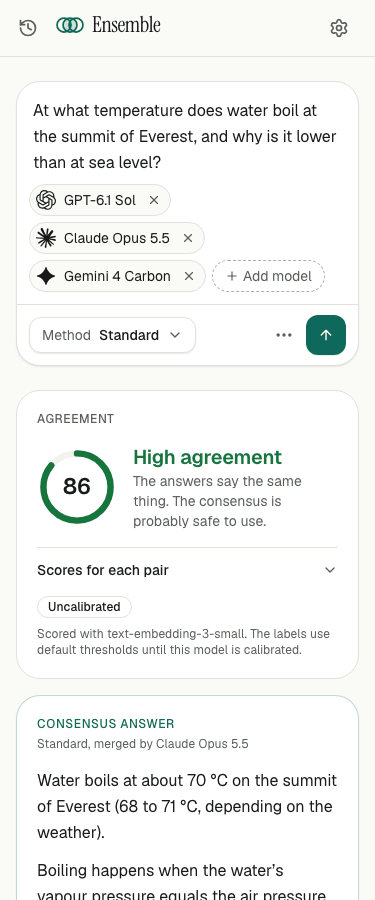 Ensemble
At what temperature does water boil at
the summit of Everest, and why is it lower
than at sea level?
GPT-6.1 Sol ×
Claude Opus 5.5 ×
Gemini 4 Carbon × + Add model
Method Standard
AGREEMENT
86
High agreement
The answers say the same
thing. The consensus is
probably safe to use.
Scores for each pair
Uncalibrated
Scored with text-embedding-3-small. The labels use
default thresholds until this model is calibrated.
CONSENSUS ANSWER
Standard, merged by Claude Opus 5.5
Water boils at about 70 °C on the summit
of Everest (68 to 71 °C, depending on the
weather).
Boiling happens when the water’s
vapour pressure equals the air pressure